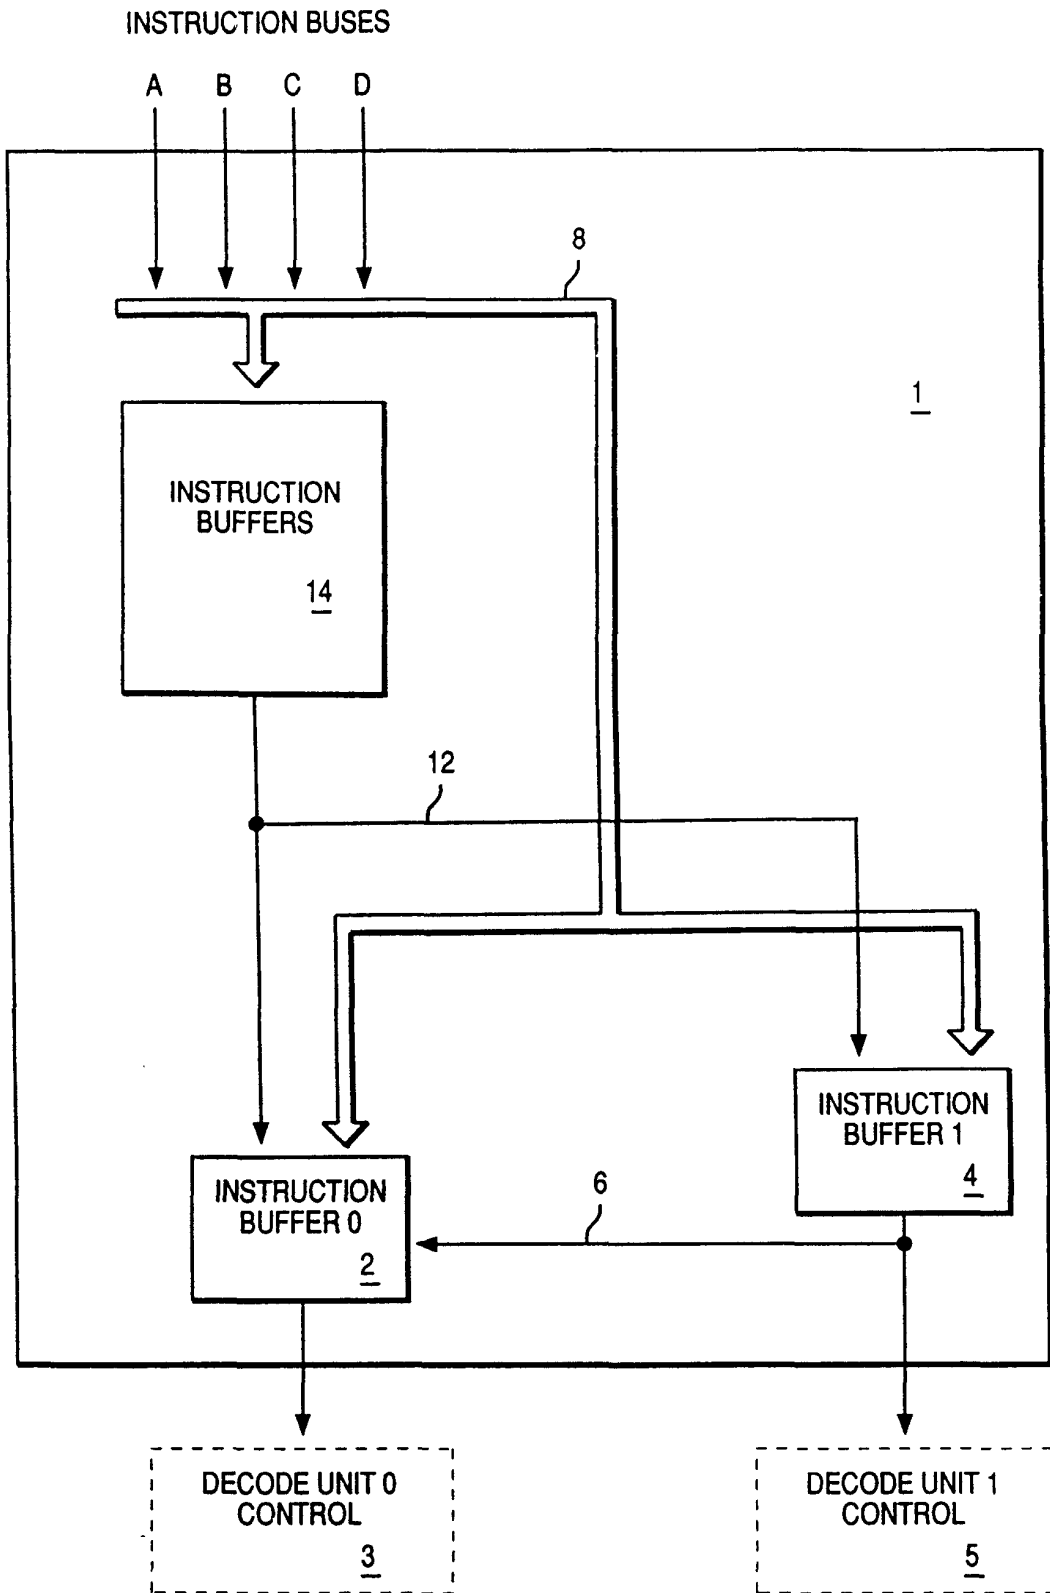 INSTRUCTION BUSES
A B C D
8
1
INSTRUCTION
BUFFERS
14
12
INSTRUCTION
BUFFER 1
4
INSTRUCTION
BUFFER 0
2
6
DECODE UNIT 0
CONTROL
3
DECODE UNIT 1
CONTROL
5